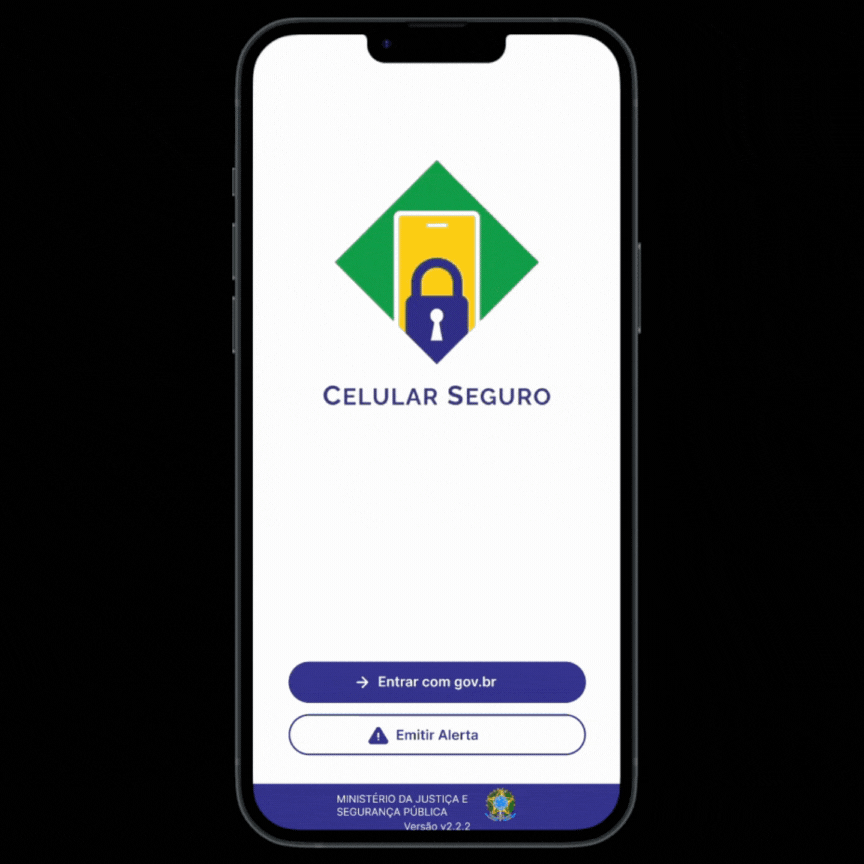 CELULAR SEGURO
Entrar com gov.br
Emitir Alerta
MINISTÉRIO DA JUSTIÇA E
SEGURANÇA PÚBLICA
Versão v2.2.2